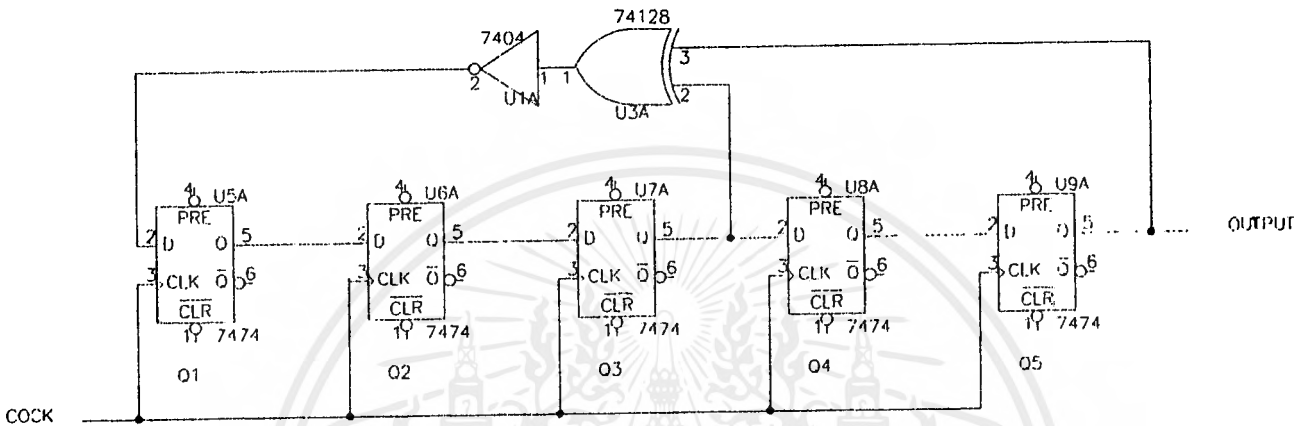 74128
7404
3
2
1
1
2
U1A
U3A
4 U5A
4 U6A
4 U7A
4 U8A
4 U9A
PRE
PRE
PRE
PRE
PRE
2 D Q 5
2 D Q 5
2 D Q 5
2 D Q 5
2 D Q 5
OUTPUT
3 CLK Q 6
3 CLK Q 6
3 CLK Q 6
3 CLK Q 6
3 CLK Q 6
CLR
CLR
CLR
CLR
CLR
1 7474
1 7474
1 7474
1 7474
1 7474
Q1
Q2
Q3
Q4
Q5
COCK